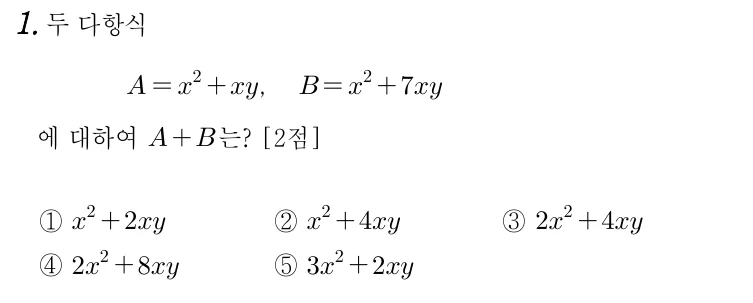 1. 두 다항식
A=x²+xy, B=x²+7xy
에 대하여 A+B는? [2점]
① x²+2xy ② x²+4xy ③ 2x²+4xy
④ 2x²+8xy ⑤ 3x²+2xy